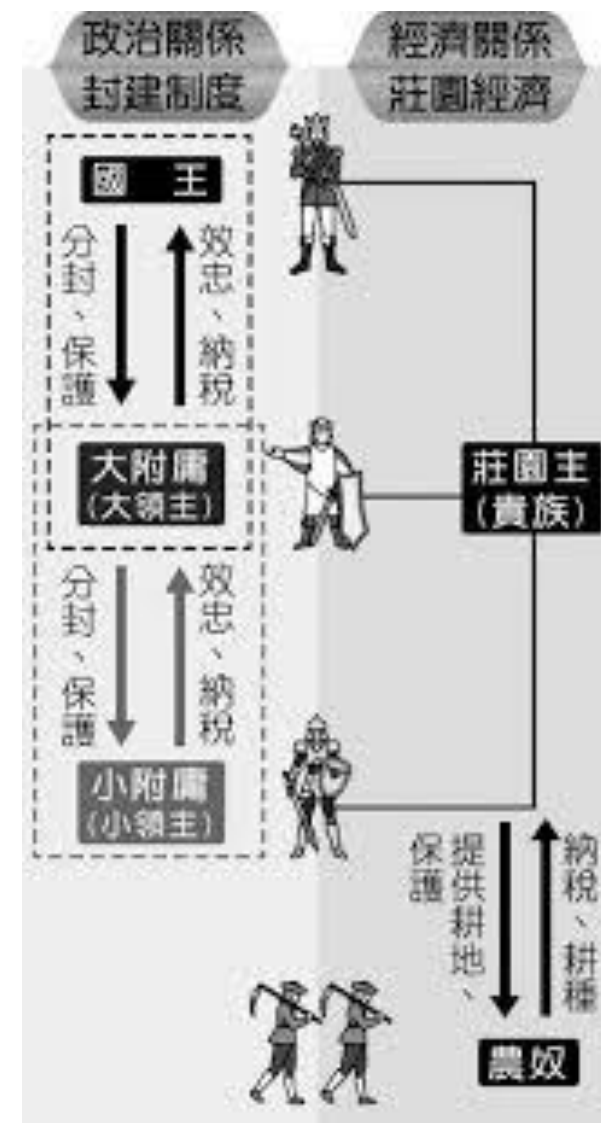 政治關係
封建制度
經濟關係
莊園經濟
國王
分封、保護
效忠、納稅
大附庸
(大領主)
莊園主
(貴族)
分封、保護
效忠、納稅
小附庸
(小領主)
提供耕地、
保護
納稅、耕種
農奴